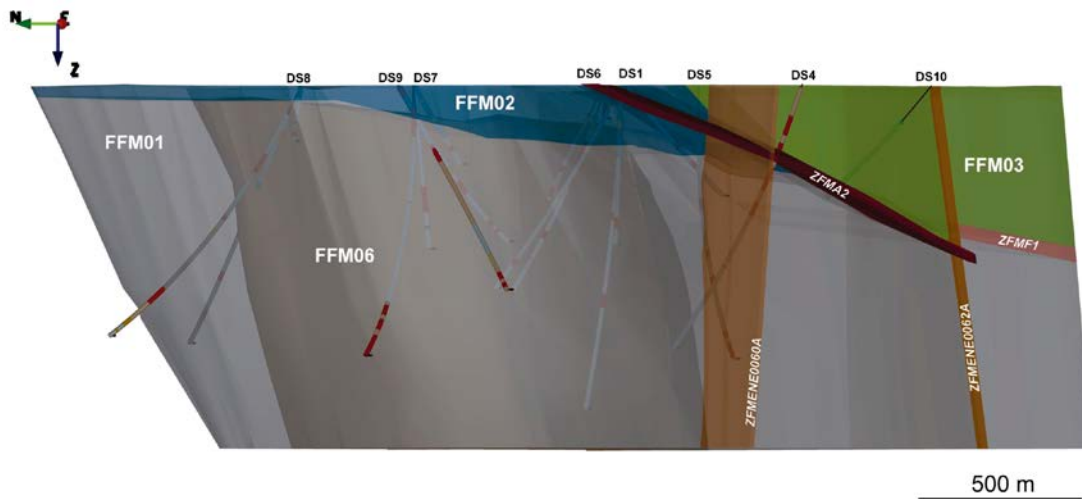 N
E
Z
DS8
DS9
DS7
DS6
DS1
DS5
DS4
DS10
FFM01
FFM02
FFM03
FFM06
ZFMA2
ZFMF1
ZFMENE0060A
ZFMENE0062A
500 m